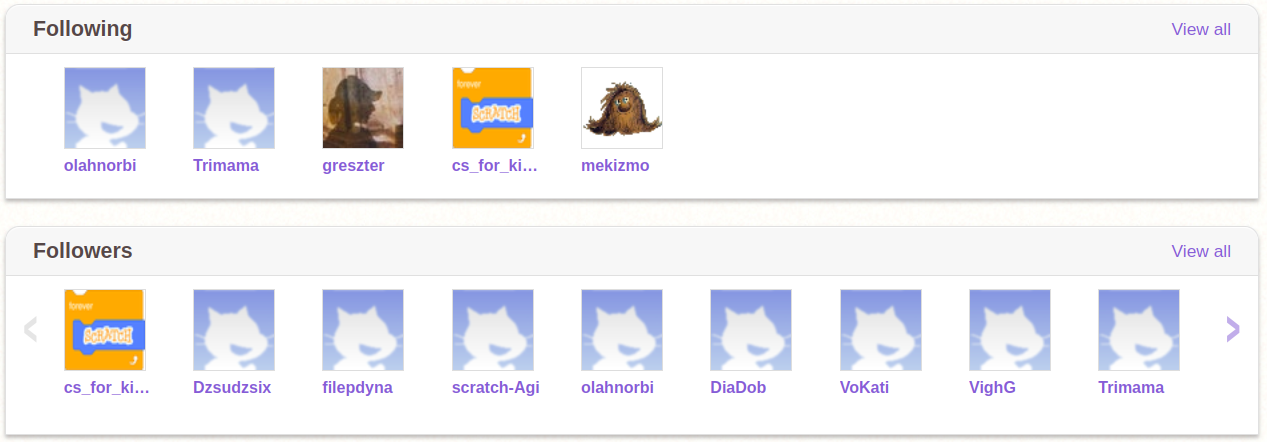 Following
View all
forever
SCRATCH
olahnorbi
Trimama
greszter
cs_for_ki...
mekizmo
Followers
View all
forever
SCRATCH
cs_for_ki...
Dzsudzsix
filepdyna
scratch-Agi
olahnorbi
DiaDob
VoKati
VighG
Trimama